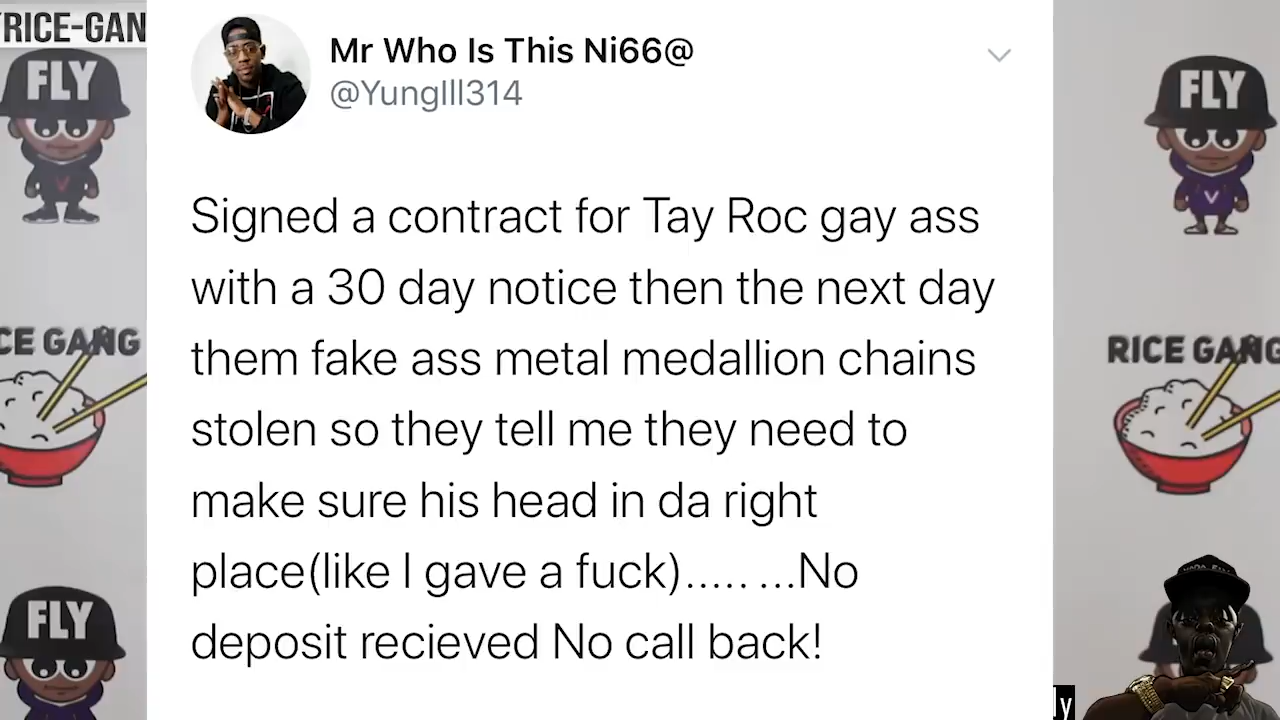 RICE-GAN
FLY
FLY
Mr Who Is This Ni66@
@YungIll314
Signed a contract for Tay Roc gay ass
with a 30 day notice then the next day
them fake ass metal medallion chains
stolen so they tell me they need to
make sure his head in da right
place(like I gave a fuck)..... ...No
deposit recieved No call back!
CE GANG
RICE GANG
FLY
ly